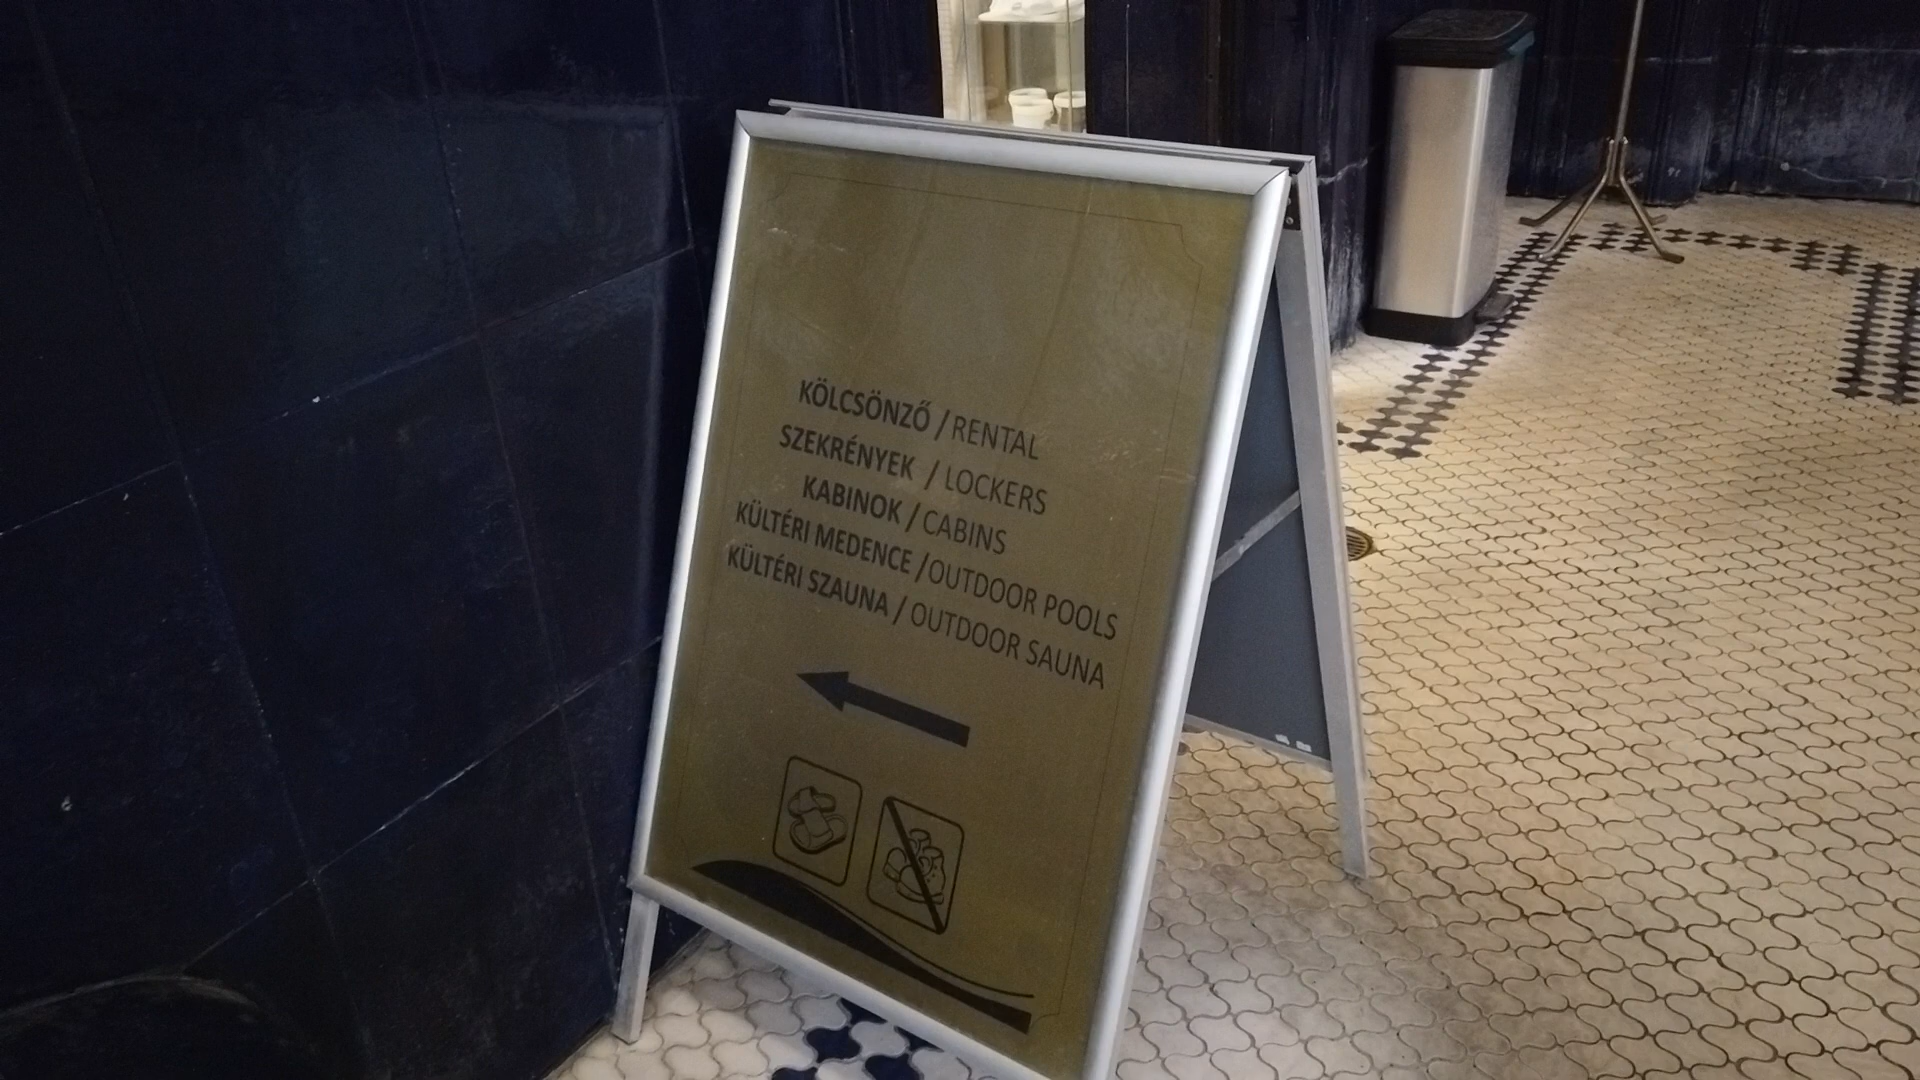 KÖLCSÖNZŐ / RENTAL
SZEKRÉNYEK / LOCKERS
KABINOK / CABINS
KÜLTÉRI MEDENCE /OUTDOOR POOLS
KÜLTÉRI SZAUNA / OUTDOOR SAUNA